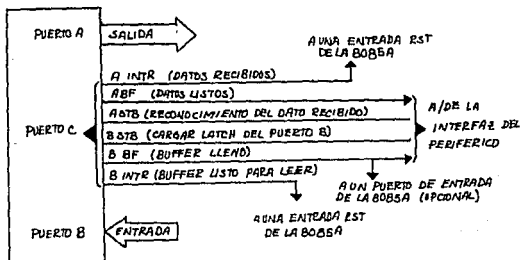 PUERTO A
SALIDA
A UNA ENTRADA RST
DE LA 8085A
A INTR (DATOS RECIBIDOS)
ABF (DATOS LISTOS)
ASTB (RECONOCIMIENTO DEL DATO RECIBIDO)
A/DE LA
PUERTO C
INTERFAZ DEL
B STB (CARGAR LATCH DEL PUERTO B)
PERIFERICO
B BF (BUFFER LLENO)
B INTR (BUFFER LISTO PARA LEER)
A UN PUERTO DE ENTRADA
DE LA 8085A (OPCIONAL)
A UNA ENTRADA RST
DE LA 8085A
PUERTO B
ENTRADA